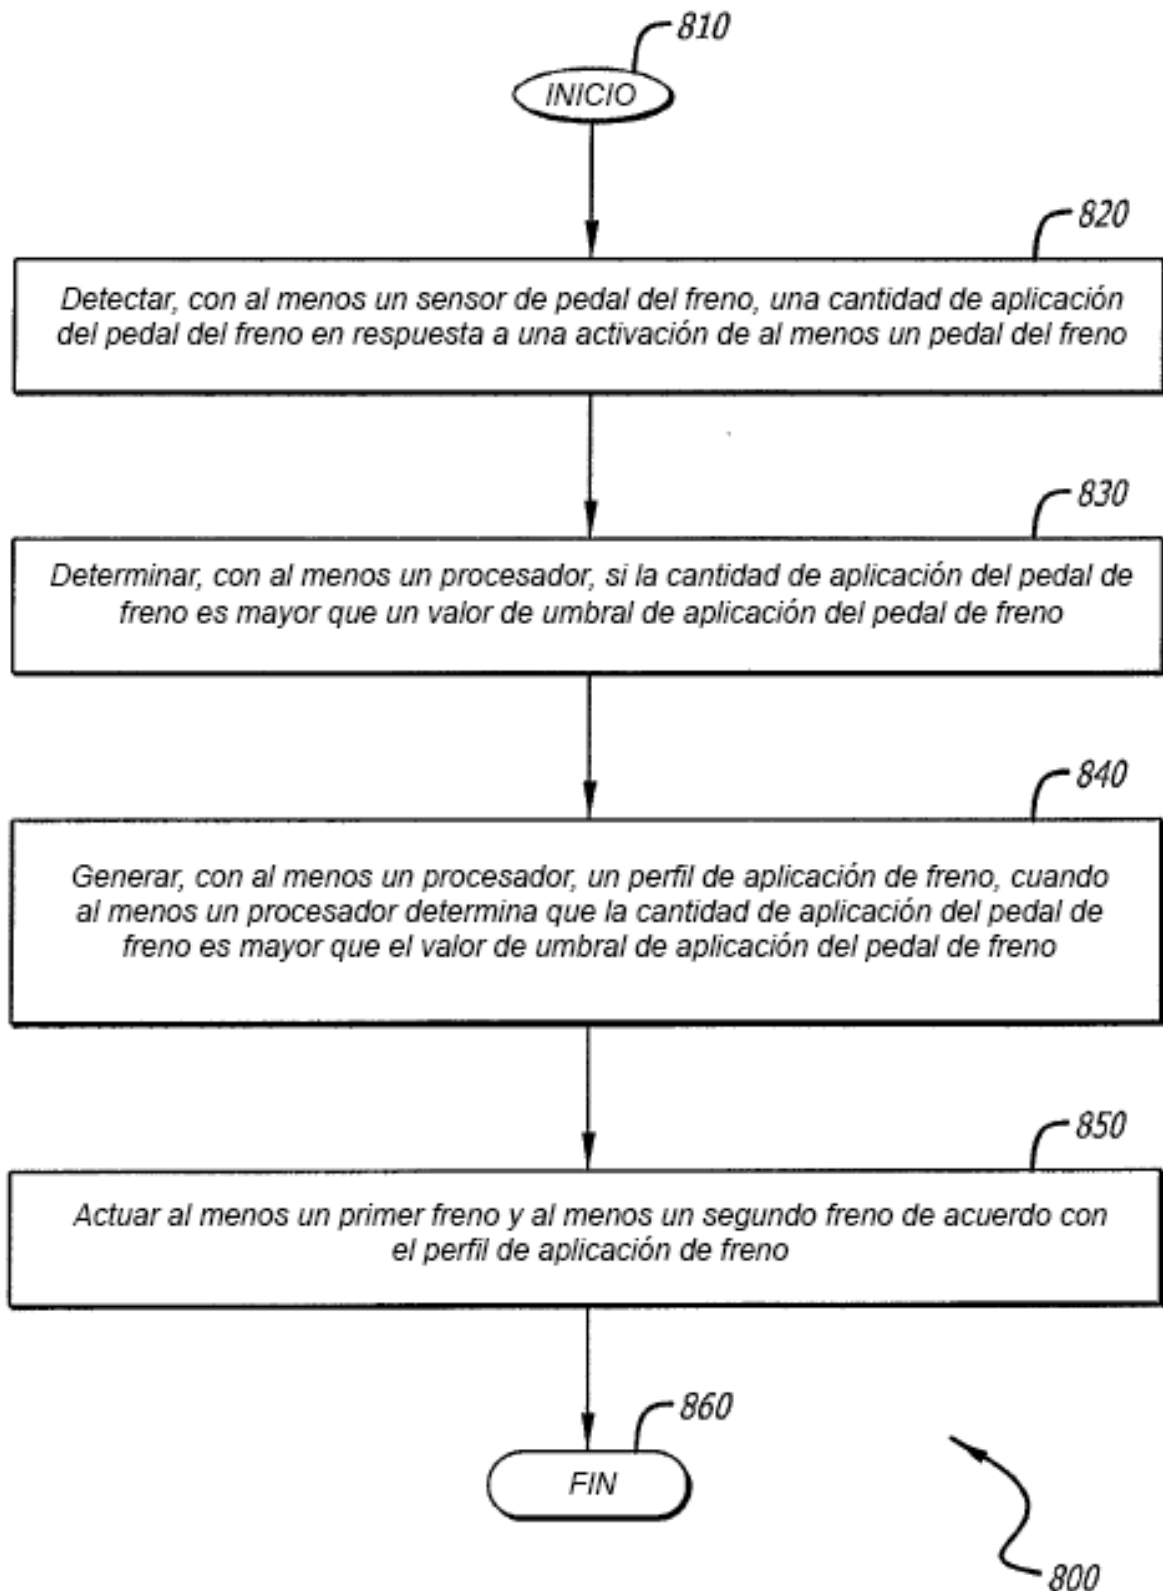 810
INICIO
820
Detectar, con al menos un sensor de pedal del freno, una cantidad de aplicación
del pedal del freno en respuesta a una activación de al menos un pedal del freno
830
Determinar, con al menos un procesador, si la cantidad de aplicación del pedal de
freno es mayor que un valor de umbral de aplicación del pedal de freno
840
Generar, con al menos un procesador, un perfil de aplicación de freno, cuando
al menos un procesador determina que la cantidad de aplicación del pedal de
freno es mayor que el valor de umbral de aplicación del pedal de freno
850
Actuar al menos un primer freno y al menos un segundo freno de acuerdo con
el perfil de aplicación de freno
860
FIN
800